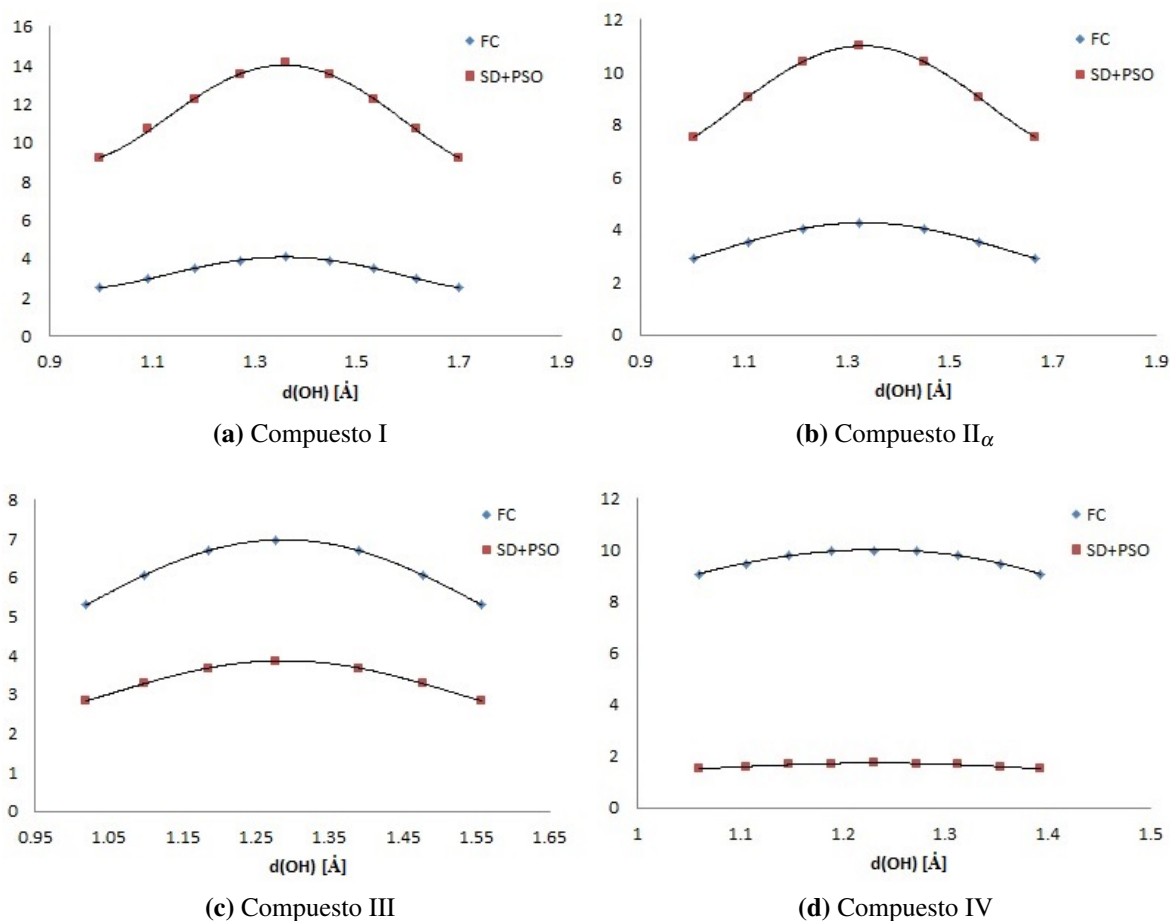 16
14
12
10
8
6
4
2
0
0.9 1.1 1.3 1.5 1.7 1.9
d(OH) [Å]
FC
SD+PSO
(a) Compuesto I
12
10
8
6
4
2
0
0.9 1.1 1.3 1.5 1.7 1.9
d(OH) [Å]
FC
SD+PSO
(b) Compuesto IIα
8
7
6
5
4
3
2
1
0
0.95 1.05 1.15 1.25 1.35 1.45 1.55 1.65
d(OH) [Å]
FC
SD+PSO
(c) Compuesto III
12
10
8
6
4
2
0
1 1.1 1.2 1.3 1.4 1.5
d(OH) [Å]
FC
SD+PSO
(d) Compuesto IV